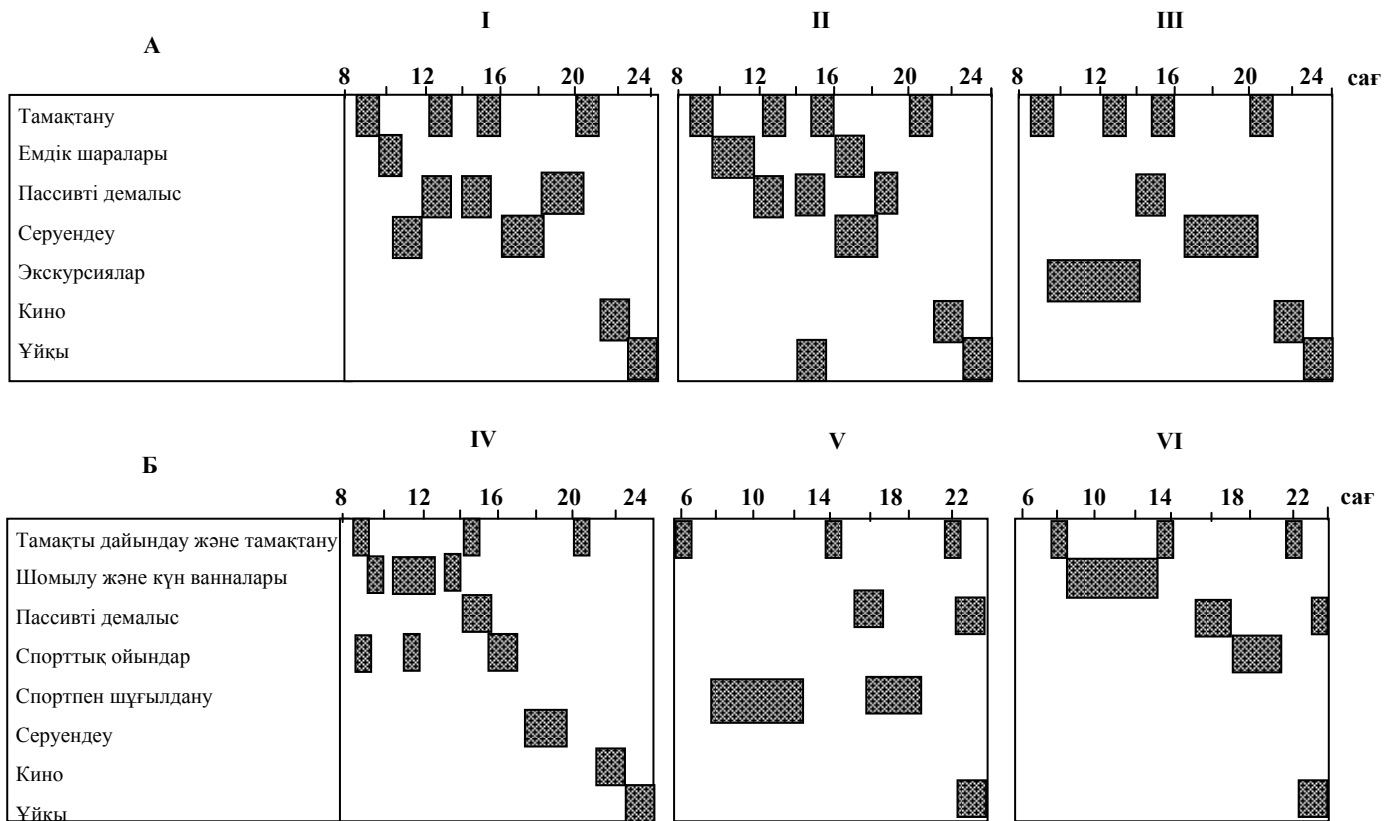 I II III
А
8 12 16 20 24 8 12 16 20 24 8 12 16 20 24 сағ
Тамақтану
Емдік шаралары
Пассивті демалыс
Серуендеу
Экскурсиялар
Кино
Ұйқы
IV V VI
Б
8 12 16 20 24 6 10 14 18 22 6 10 14 18 22 сағ
Тамақты дайындау және тамақтану
Шомылу және күн ванналары
Пассивті демалыс
Спорттық ойындар
Спортпен шұғылдану
Серуендеу
Кино
Ұйқы